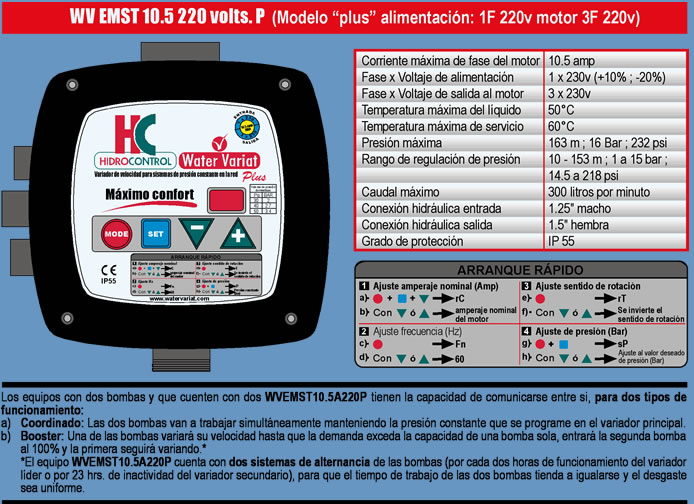 WV EMST 10.5 220 volts. P (Modelo “plus” alimentación: 1F 220v motor 3F 220v)
ENTRADA
SALIDA
HC
HIDROCONTROL
Water Variat
Plus
Variador de velocidad para sistemas de presión constante en la red
Máximo confort
MODE
SET
CE
IP55
ARRANQUE RÁPIDO
www.watervariat.com
Corriente máxima de fase del motor 10.5 amp
Fase x Voltaje de alimentación 1 x 230v (+10% ; -20%)
Fase x Voltaje de salida al motor 3 x 230v
Temperatura máxima del líquido 50°C
Temperatura máxima de servicio 60°C
Presión máxima 163 m ; 16 Bar ; 232 psi
Rango de regulación de presión 10 - 153 m ; 1 a 15 bar ;
14.5 a 218 psi
Caudal máximo 300 litros por minuto
Conexión hidráulica entrada 1.25" macho
Conexión hidráulica salida 1.5" hembra
Grado de protección IP 55
ARRANQUE RÁPIDO
1 Ajuste amperaje nominal (Amp)
a) + + rC
b) Con ó amperaje nominal del motor
2 Ajuste frecuencia (Hz)
c) Fn
d) Con ó 60
3 Ajuste sentido de rotación
e) rT
f) Con ó Se invierte el sentido de rotación
4 Ajuste de presión (Bar)
g) + sP
h) Con ó Ajuste al valor deseado de presión (Bar)
Los equipos con dos bombas y que cuenten con dos WVEMST10.5A220P tienen la capacidad de comunicarse entre si, para dos tipos de
funcionamiento:
a) Coordinado: Las dos bombas van a trabajar simultáneamente manteniendo la presión constante que se programe en el variador principal.
b) Booster: Una de las bombas variará su velocidad hasta que la demanda exceda la capacidad de una bomba sola, entrará la segunda bomba
al 100% y la primera seguirá variando.*
*El equipo WVEMST10.5A220P cuenta con dos sistemas de alternancia de las bombas (por cada dos horas de funcionamiento del variador
líder o por 23 hrs. de inactividad del variador secundario), para que el tiempo de trabajo de las dos bombas tienda a igualarse y el desgaste
sea uniforme.